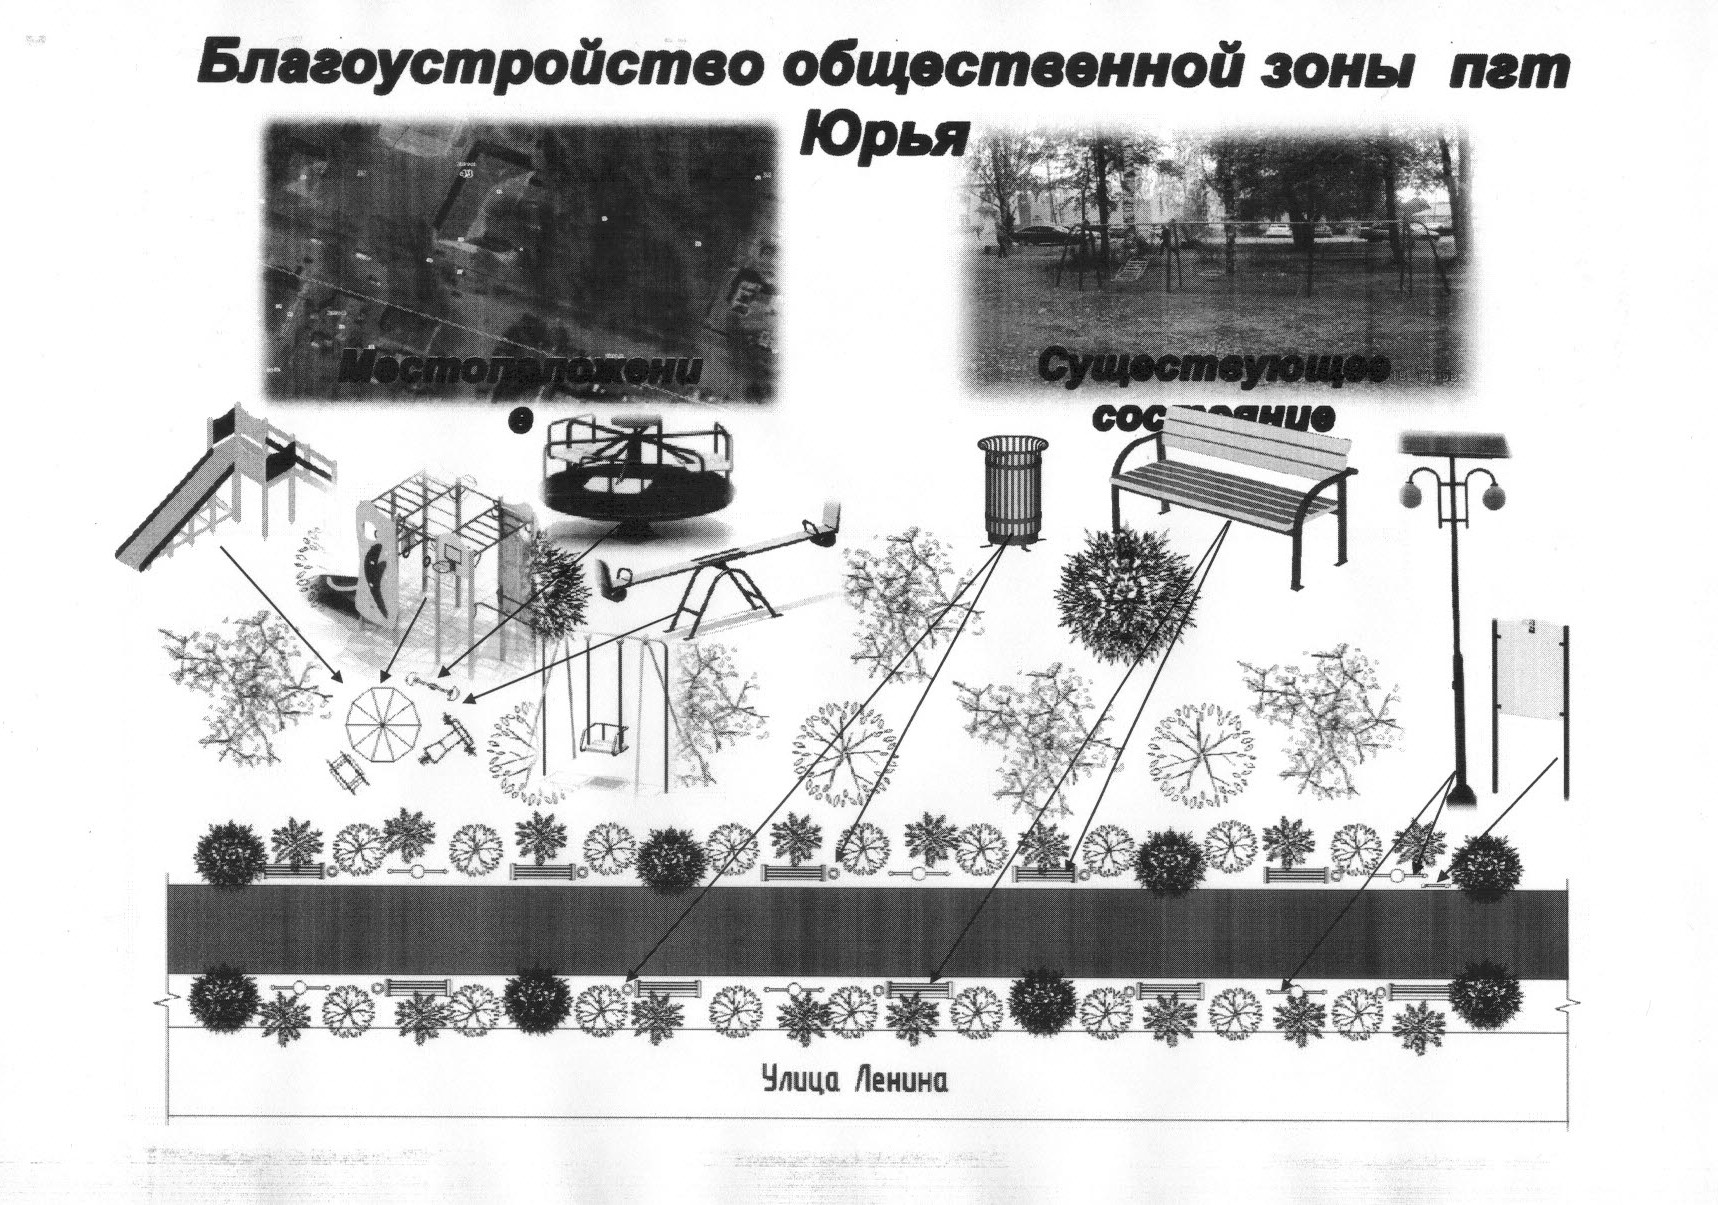 Благоустройство общественной зоны пгт
Юрья
Местоположени
е
Существующее
состояние
Улица Ленина